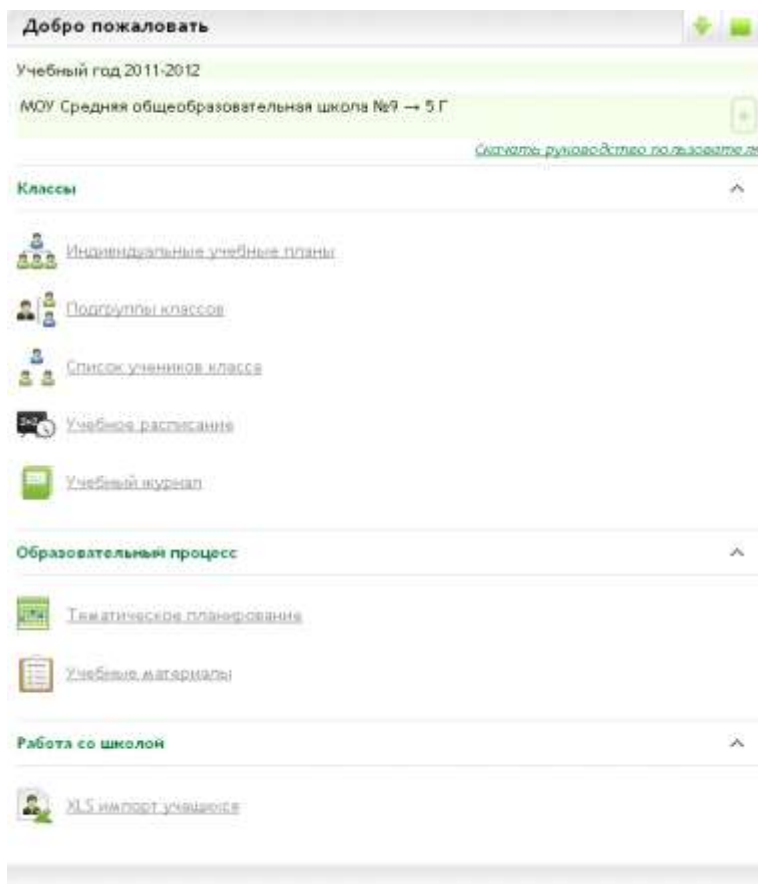 Добро пожаловать
Учебный год 2011-2012
МОУ Средняя общеобразовательная школа №9 → 5 Г
Скачать руководство пользователя
Классы
Индивидуальные учебные планы
Подгруппы классов
Список учеников класса
Учебное расписание
Учебный журнал
Образовательный процесс
Тематическое планирование
Учебные материалы
Работа со школой
XLS импорт учащихся